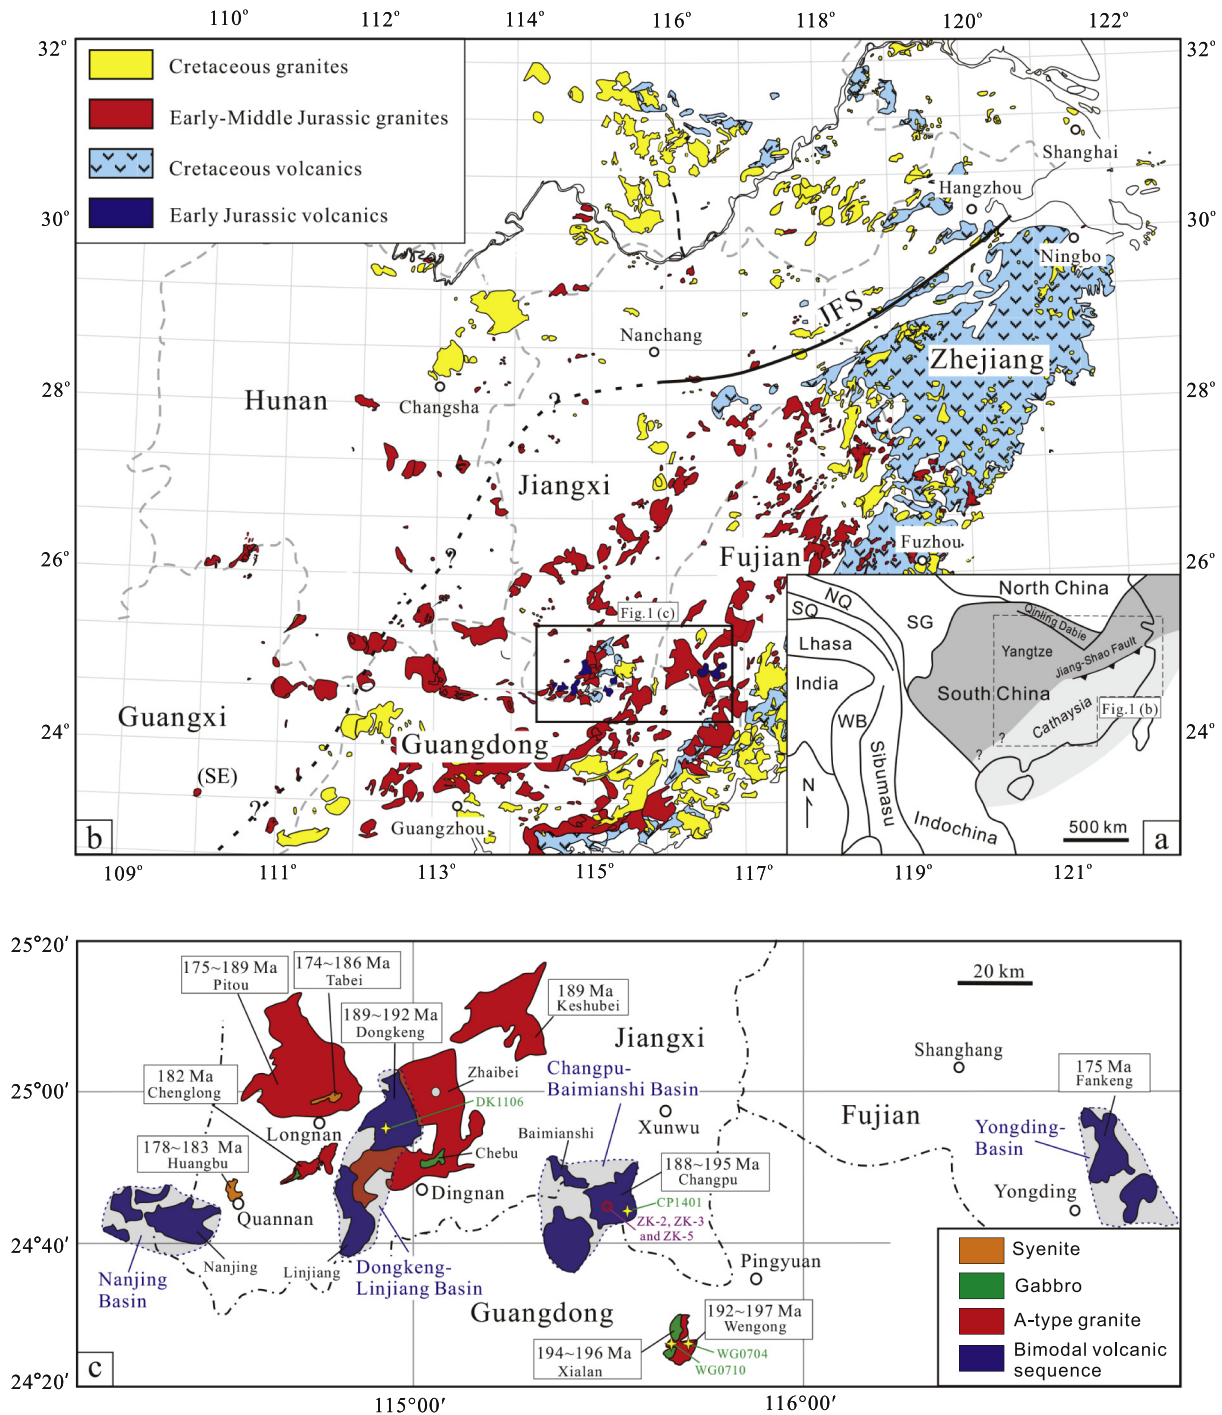 110° 112° 114° 116° 118° 120° 122°
32°
32°
Cretaceous granites
Early-Middle Jurassic granites
Cretaceous volcanics
Early Jurassic volcanics
Shanghai
Hangzhou
30°
30°
Ningbo
JFS
Nanchang
Zhejiang
28°
28°
Hunan
Changsha
?
Jiangxi
26°
26°
?
Fujian
Fuzhou
Fig.1 (c)
Guangxi
24°
24°
Guangdong
(SE)
?
Guangzhou
b
North China
NQ
SQ
SG
Qinling Dabie
Lhasa
Yangtze
Jiang-Shao Fault
India
South China
Cathaysia
Fig.1 (b)
WB
?
?
Sibumasu
N
Indochina
500 km
a
109° 111° 113° 115° 117° 119° 121°
25°20′
175~189 Ma
Pitou
174~186 Ma
Tabei
189~192 Ma
Dongkeng
189 Ma
Keshubei
20 km
Jiangxi
Shanghang
175 Ma
Fankeng
25°00′
182 Ma
Chenglong
Zhaibei
Changpu-
Baimianshi Basin
DK1106
Fujian
Longnan
Xunwu
Baimianshi
Yongding-
Basin
178~183 Ma
Huangbu
Chebu
188~195 Ma
Changpu
Dingnan
CP1401
Yongding
Quannan
ZK-2, ZK-3
and ZK-5
24°40′
Nanjing
Linjiang
Nanjing
Basin
Dongkeng-
Linjiang Basin
Pingyuan
Guangdong
192~197 Ma
Wengong
194~196 Ma
Xialan
WG0704
WG0710
Syenite
Gabbro
A-type granite
Bimodal volcanic
sequence
c
24°20′
115°00′ 116°00′